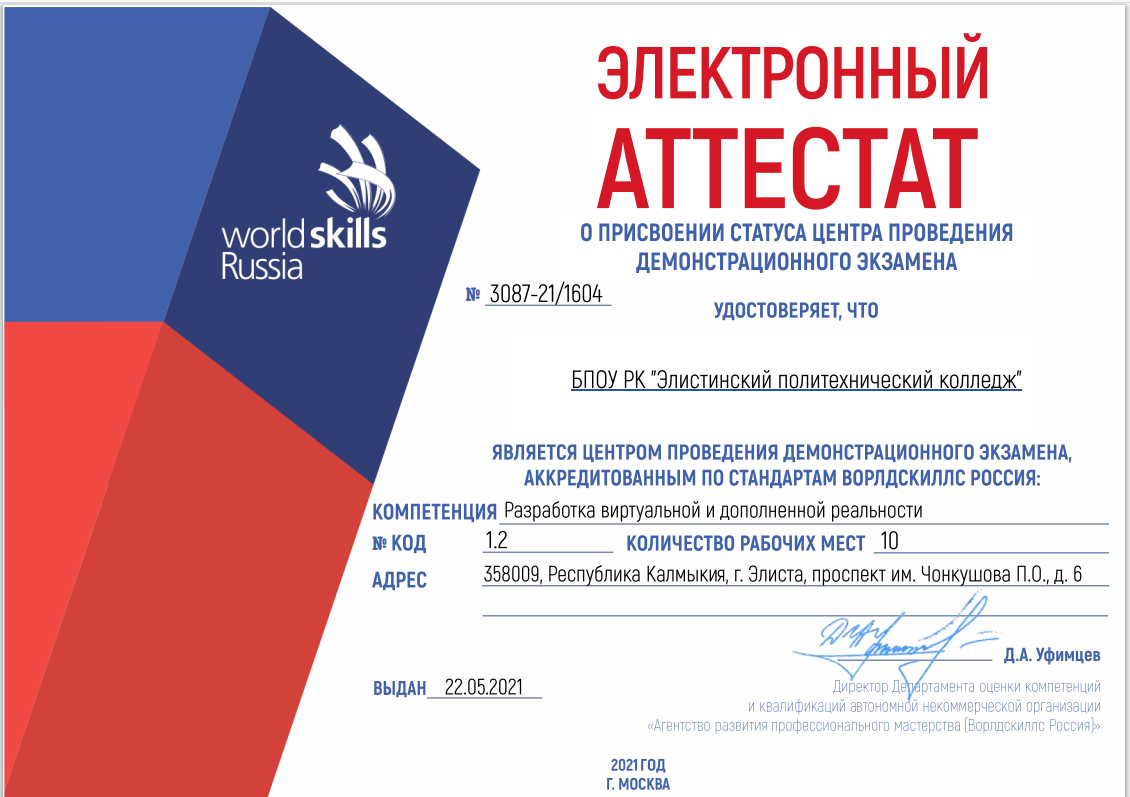 ЭЛЕКТРОННЫЙ
АТТЕСТАТ
О ПРИСВОЕНИИ СТАТУСА ЦЕНТРА ПРОВЕДЕНИЯ
ДЕМОНСТРАЦИОННОГО ЭКЗАМЕНА
world skills
Russia
№ 3087-21/1604
УДОСТОВЕРЯЕТ, ЧТО
БПОУ РК "Элистинский политехнический колледж"
ЯВЛЯЕТСЯ ЦЕНТРОМ ПРОВЕДЕНИЯ ДЕМОНСТРАЦИОННОГО ЭКЗАМЕНА,
АККРЕДИТОВАННЫМ ПО СТАНДАРТАМ ВОРЛДСКИЛЛС РОССИЯ:
КОМПЕТЕНЦИЯ Разработка виртуальной и дополненной реальности
№ КОД 1.2 КОЛИЧЕСТВО РАБОЧИХ МЕСТ 10
АДРЕС 358009, Республика Калмыкия, г. Элиста, проспект им. Чонкушова П.О., д. 6
Д.А. Уфимцев
ВЫДАН 22.05.2021
Директор Департамента оценки компетенций
и квалификаций автономной некоммерческой организации
«Агентство развития профессионального мастерства (Ворлдскиллс Россия)»
2021 ГОД
Г. МОСКВА